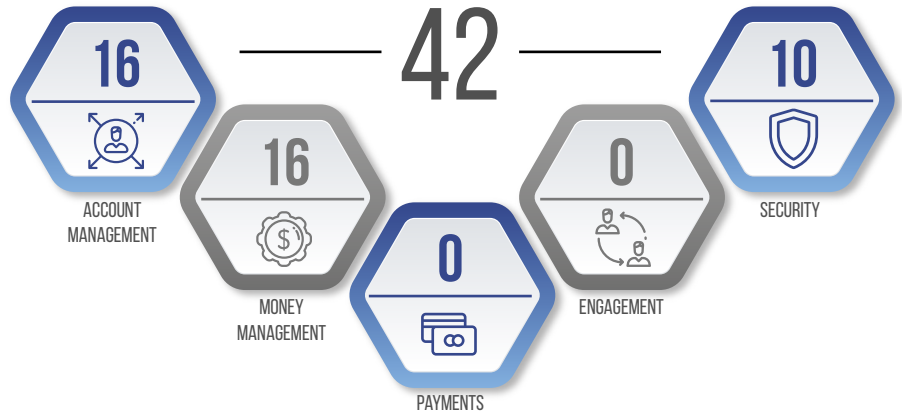 42
16
ACCOUNT
MANAGEMENT
16
$
MONEY
MANAGEMENT
0
PAYMENTS
0
ENGAGEMENT
10
SECURITY